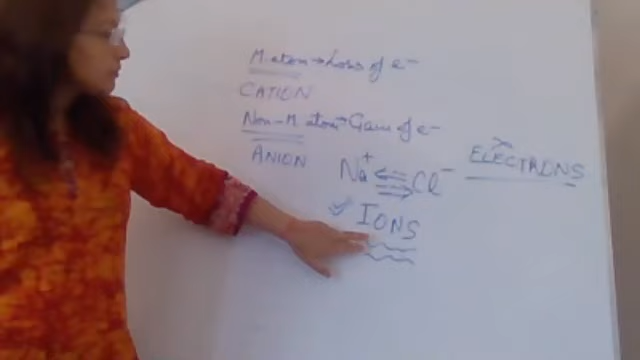 M.atom→Loss of e⁻
CATION
Non-M atom→Gain of e⁻
ANION
Na⁺ ⇌ Cl⁻
ELECTRONS
✓ IONS